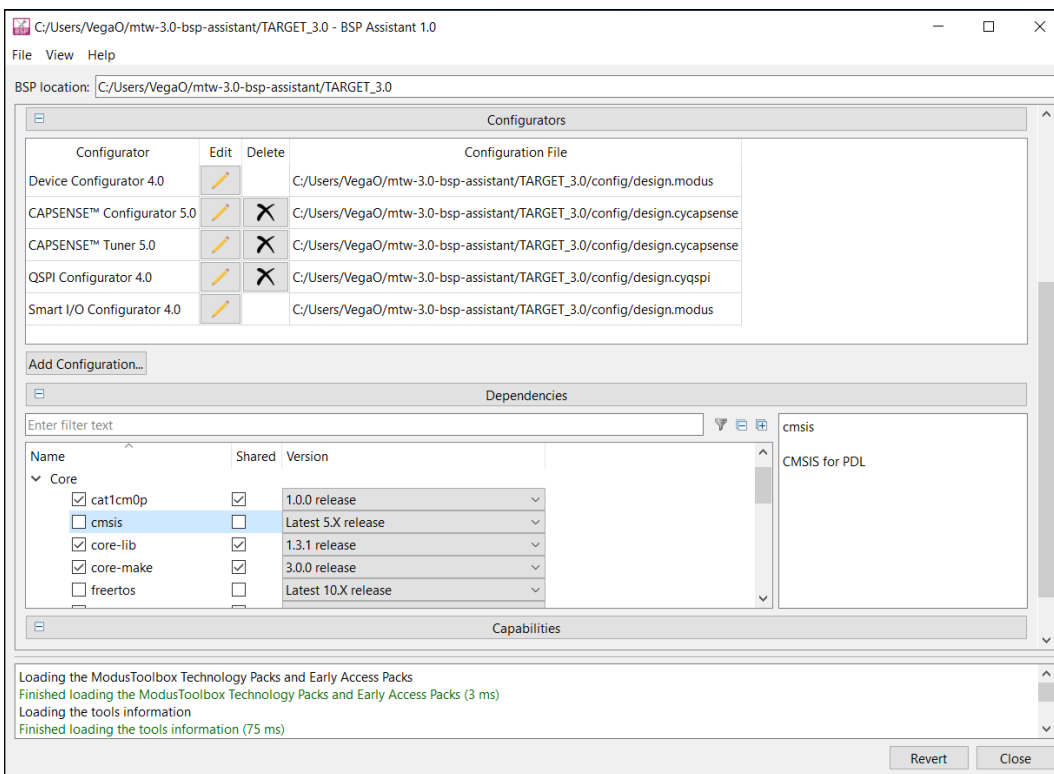 C:/Users/VegaO/mtw-3.0-bsp-assistant/TARGET_3.0 - BSP Assistant 1.0
File View Help
BSP location: C:/Users/VegaO/mtw-3.0-bsp-assistant/TARGET_3.0
Configurators
Configurator Edit Delete Configuration File
Device Configurator 4.0 C:/Users/VegaO/mtw-3.0-bsp-assistant/TARGET_3.0/config/design.modus
CAPSENSE™ Configurator 5.0 C:/Users/VegaO/mtw-3.0-bsp-assistant/TARGET_3.0/config/design.cycapsense
CAPSENSE™ Tuner 5.0 C:/Users/VegaO/mtw-3.0-bsp-assistant/TARGET_3.0/config/design.cycapsense
QSPI Configurator 4.0 C:/Users/VegaO/mtw-3.0-bsp-assistant/TARGET_3.0/config/design.cyqspi
Smart I/O Configurator 4.0 C:/Users/VegaO/mtw-3.0-bsp-assistant/TARGET_3.0/config/design.modus
Add Configuration...
Dependencies
Enter filter text
Name Shared Version
Core
cat1cm0p 1.0.0 release
cmsis Latest 5.X release
core-lib 1.3.1 release
core-make 3.0.0 release
freertos Latest 10.X release
cmsis
CMSIS for PDL
Capabilities
Loading the ModusToolbox Technology Packs and Early Access Packs
Finished loading the ModusToolbox Technology Packs and Early Access Packs (3 ms)
Loading the tools information
Finished loading the tools information (75 ms)
Revert Close